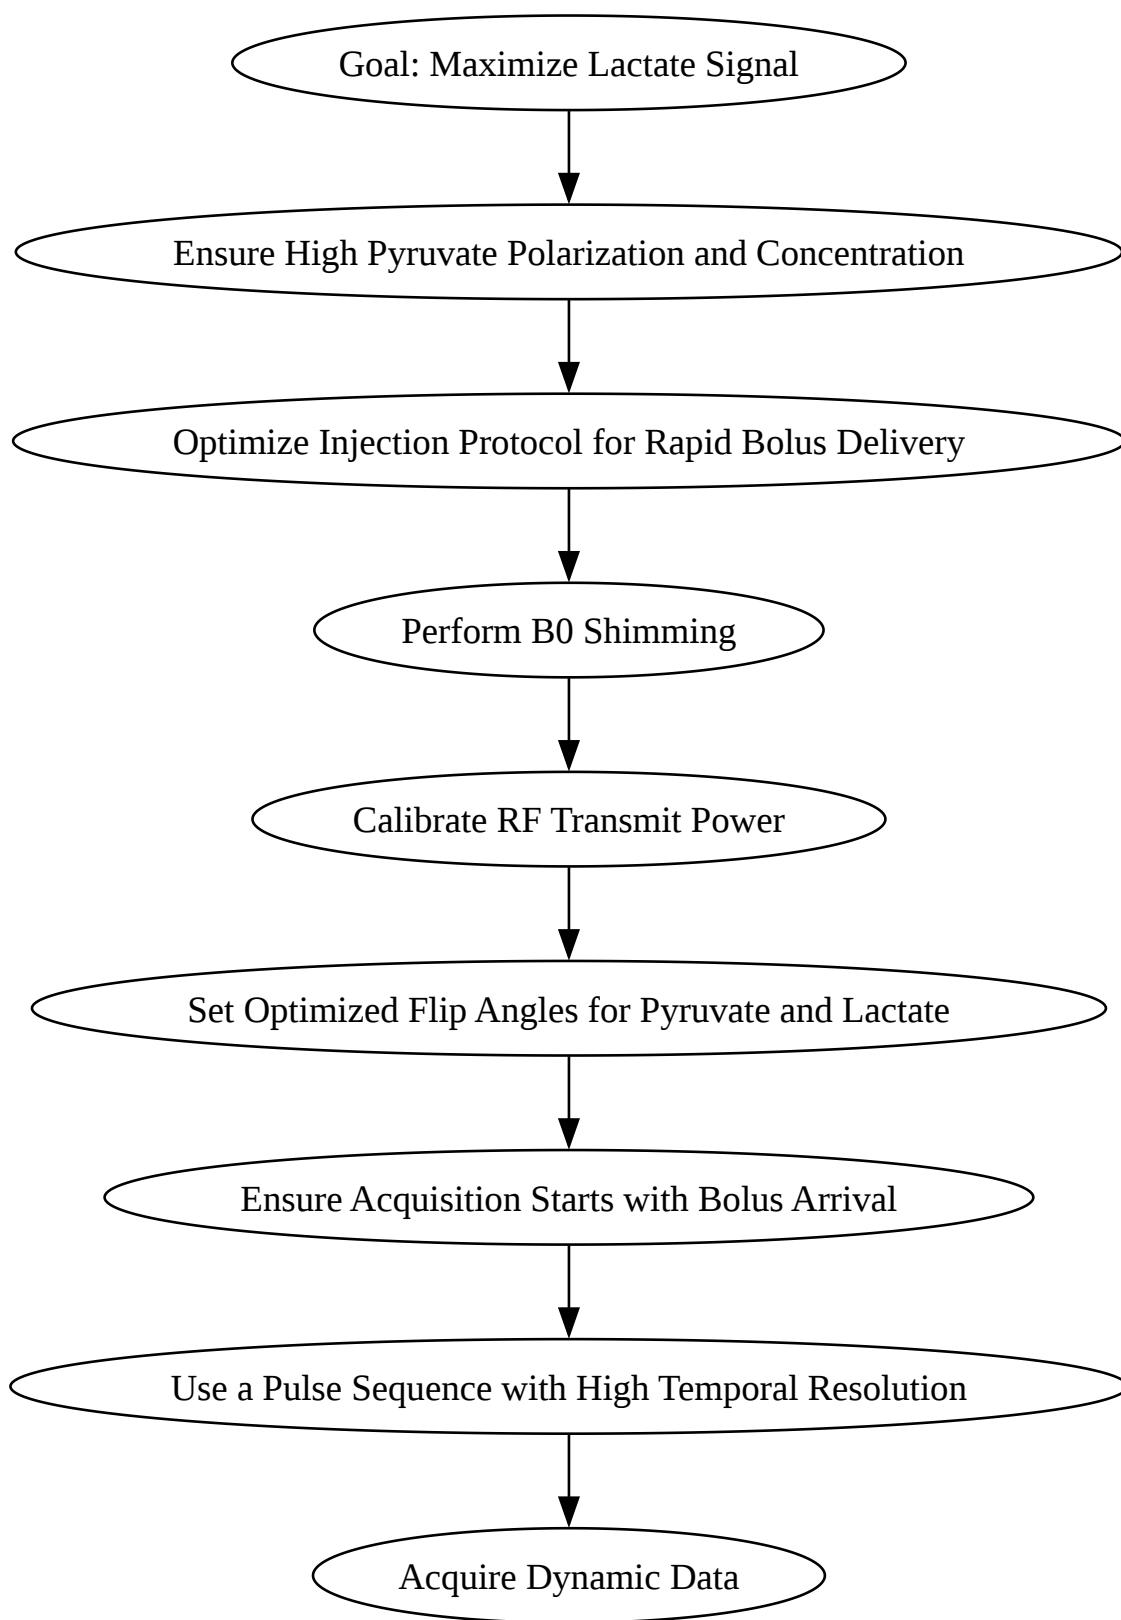 Goal: Maximize Lactate Signal
Ensure High Pyruvate Polarization and Concentration
Optimize Injection Protocol for Rapid Bolus Delivery
Perform B0 Shimming
Calibrate RF Transmit Power
Set Optimized Flip Angles for Pyruvate and Lactate
Ensure Acquisition Starts with Bolus Arrival
Use a Pulse Sequence with High Temporal Resolution
Acquire Dynamic Data